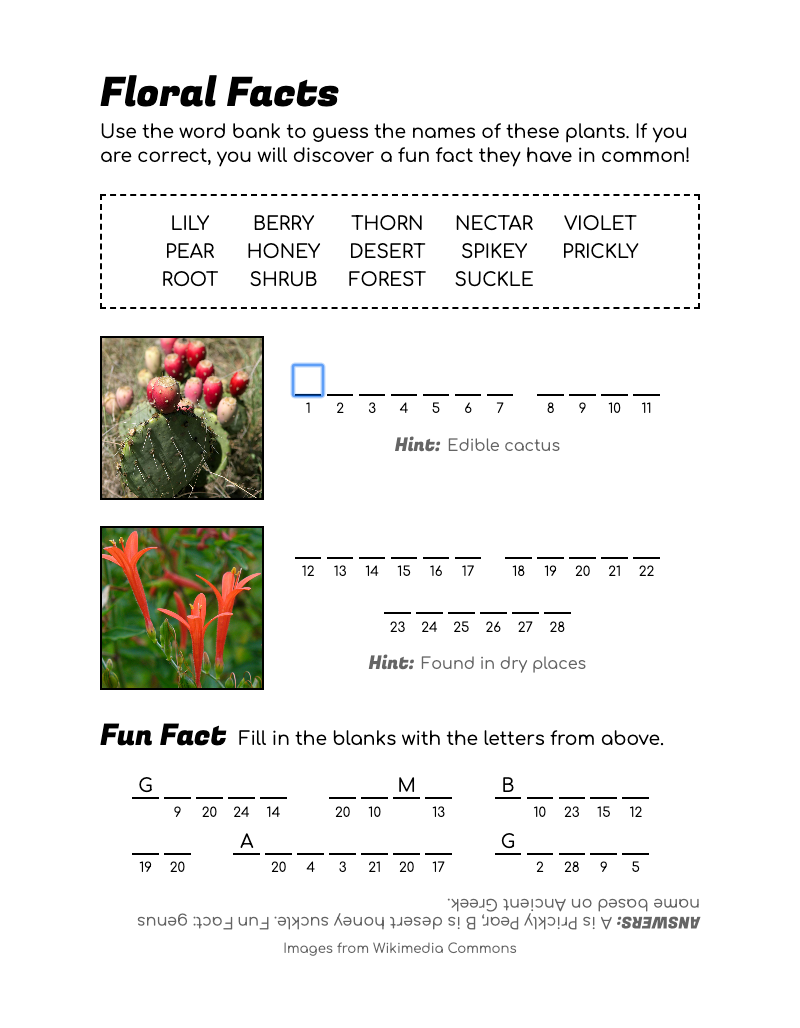 Floral Facts
Use the word bank to guess the names of these plants. If you
are correct, you will discover a fun fact they have in common!
LILY BERRY THORN NECTAR VIOLET
PEAR HONEY DESERT SPIKEY PRICKLY
ROOT SHRUB FOREST SUCKLE
1 2 3 4 5 6 7 8 9 10 11
Hint: Edible cactus
12 13 14 15 16 17 18 19 20 21 22
23 24 25 26 27 28
Hint: Found in dry places
Fun Fact Fill in the blanks with the letters from above.
G M B
9 20 24 14 20 10 13 10 23 15 12
A G
19 20 20 4 3 21 20 17 2 28 9 5
ANSWERS: A is Prickly Pear, B is desert honey suckle. Fun Fact: genus
name based on Ancient Greek.
Images from Wikimedia Commons